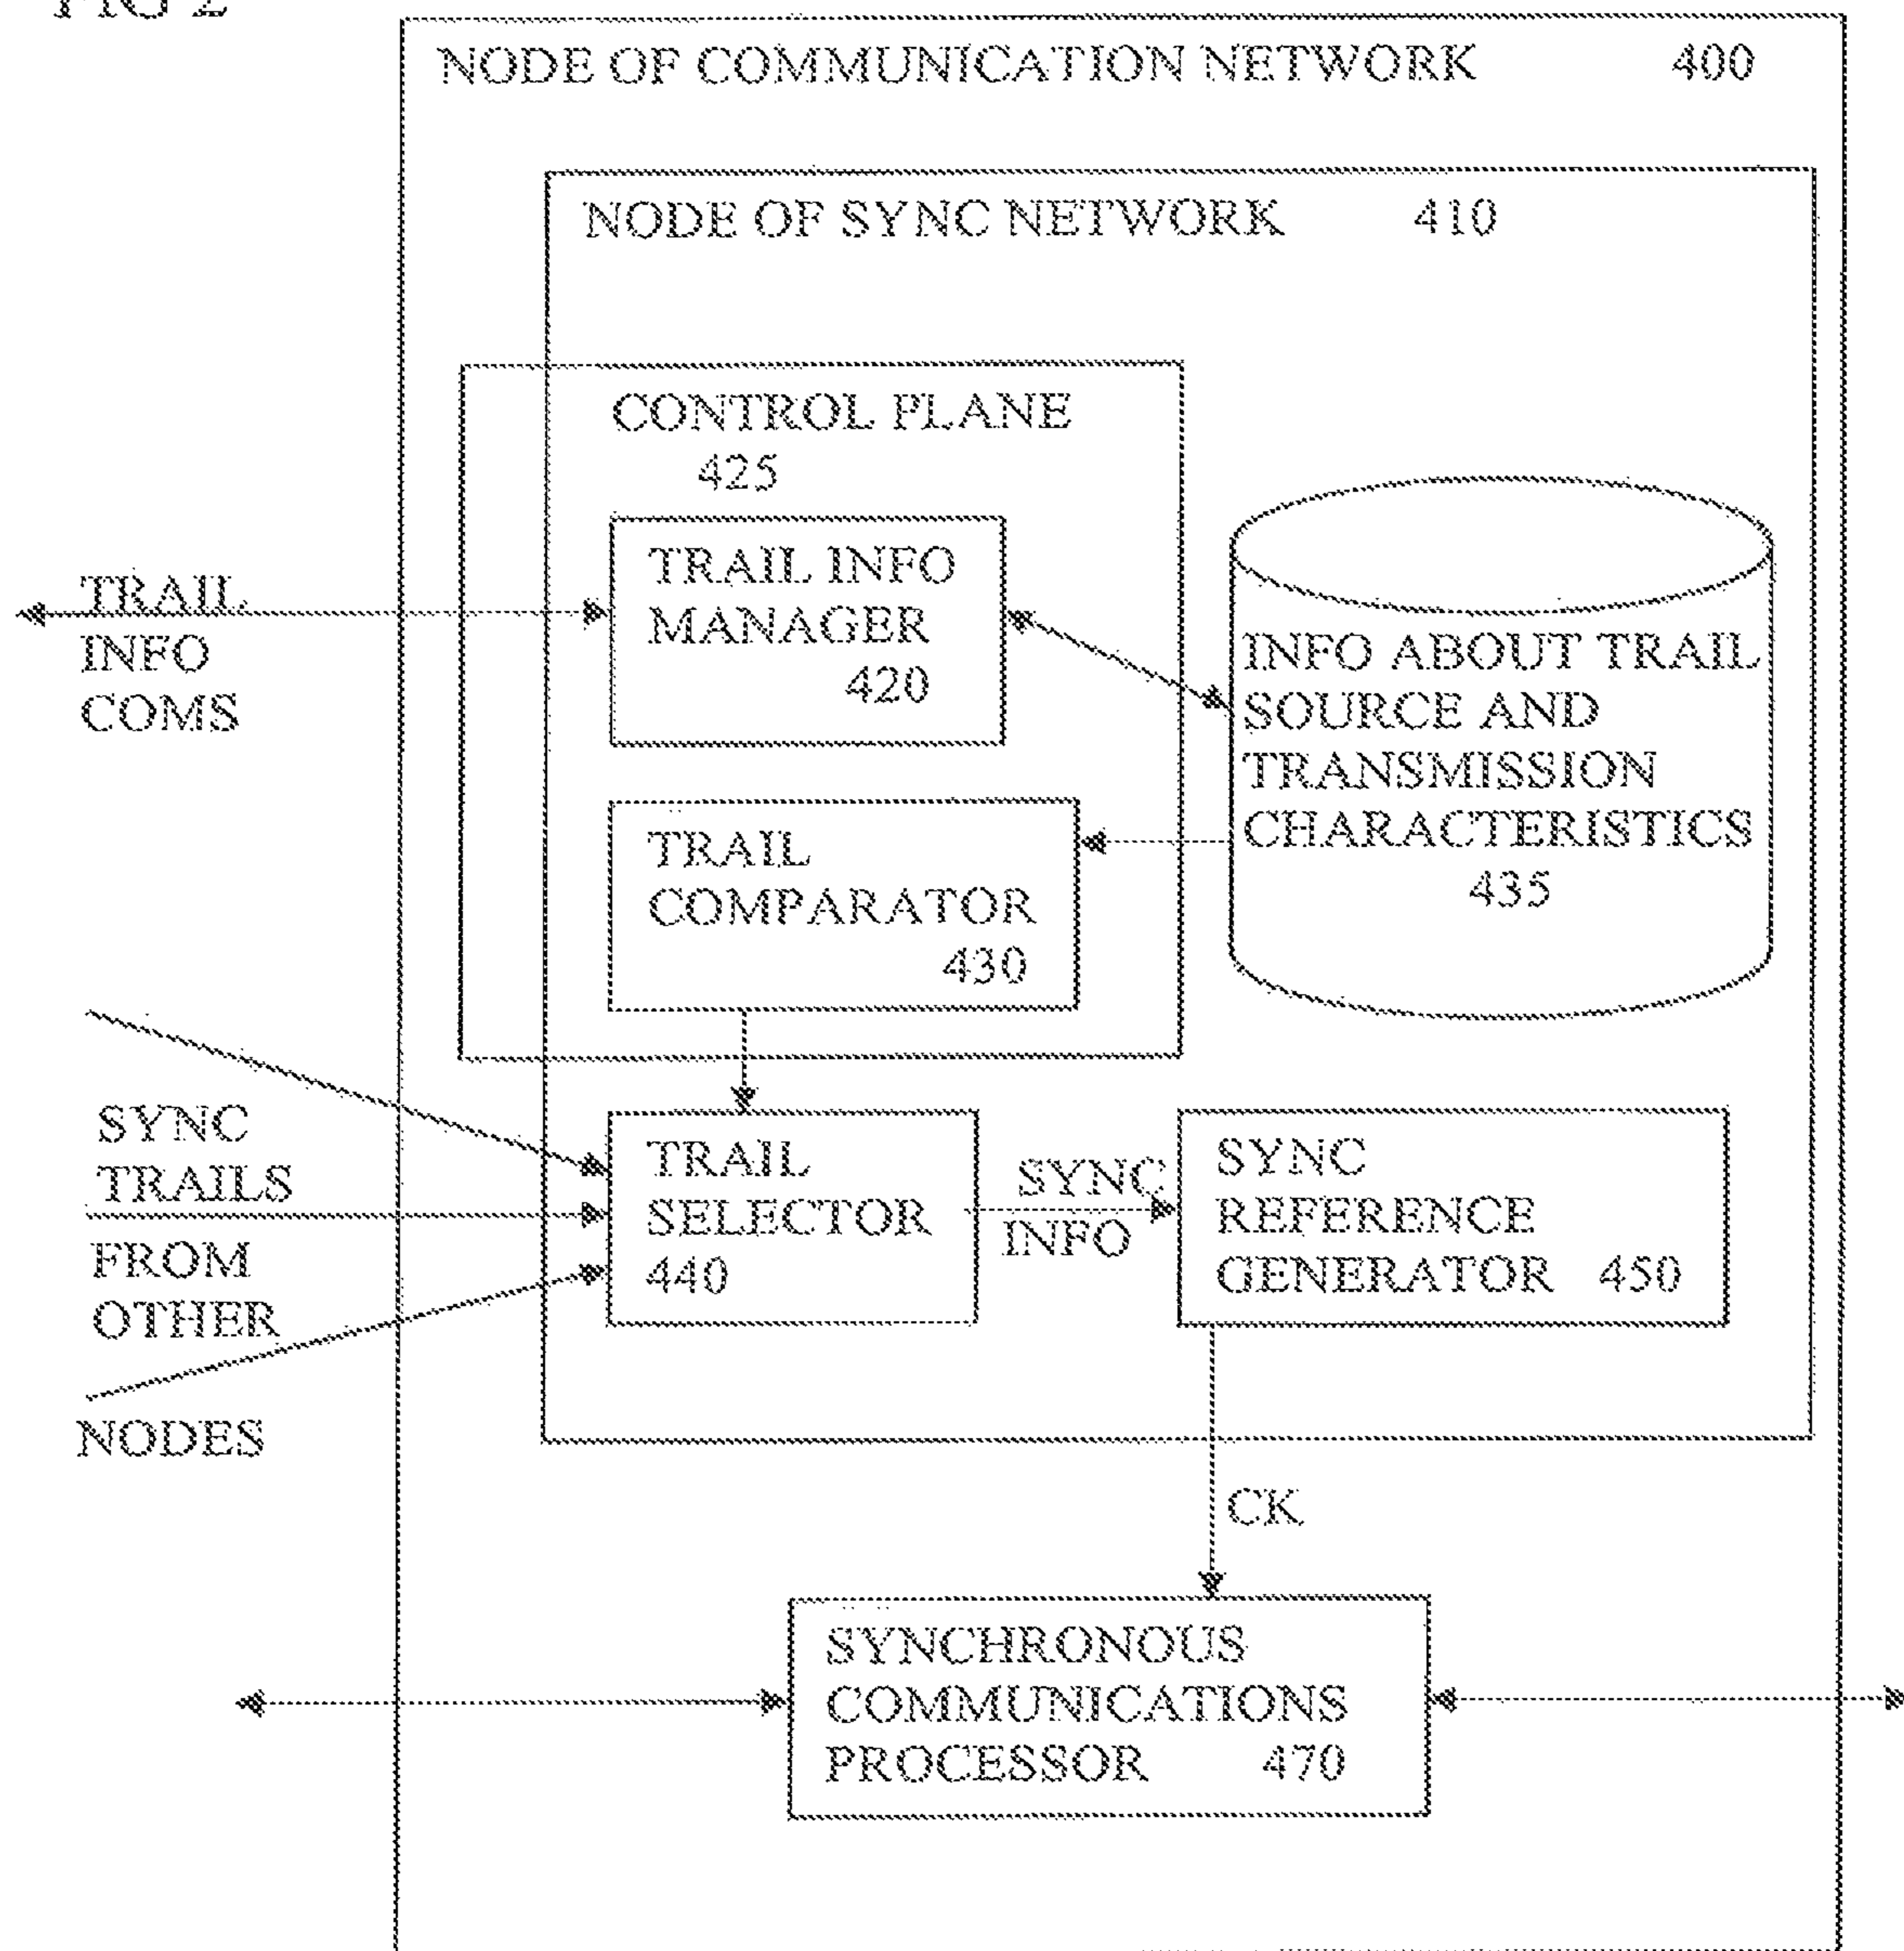 FIG 2
NODE OF COMMUNICATION NETWORK 400
NODE OF SYNC NETWORK 410
CONTROL PLANE
425
TRAIL INFO
MANAGER
420
TRAIL
INFO
COMS
INFO ABOUT TRAIL
SOURCE AND
TRANSMISSION
CHARACTERISTICS
435
TRAIL
COMPARATOR
430
SYNC
TRAILS
FROM
OTHER
NODES
TRAIL
SELECTOR
440
SYNC
INFO
SYNC
REFERENCE
GENERATOR 450
CK
SYNCHRONOUS
COMMUNICATIONS
PROCESSOR 470